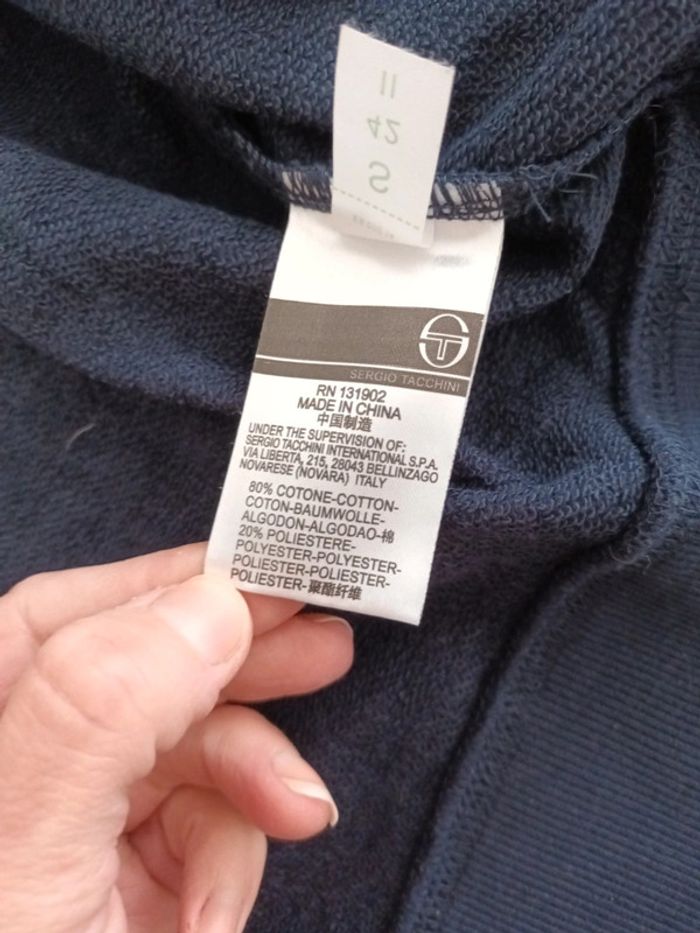 S
42
II
SERGIO TACCHINI
RN 131902
MADE IN CHINA
中国制造
UNDER THE SUPERVISION OF:
SERGIO TACCHINI INTERNATIONAL S.P.A.
VIA LIBERTA, 215, 28043 BELLINZAGO
NOVARESE (NOVARA) ITALY
80% COTONE-COTTON-
COTON-BAUMWOLLE-
ALGODON-ALGODAO-棉
20% POLIESTERE-
POLYESTER-POLYESTER-
POLIESTER-POLIESTER-
POLIESTER-聚酯纤维